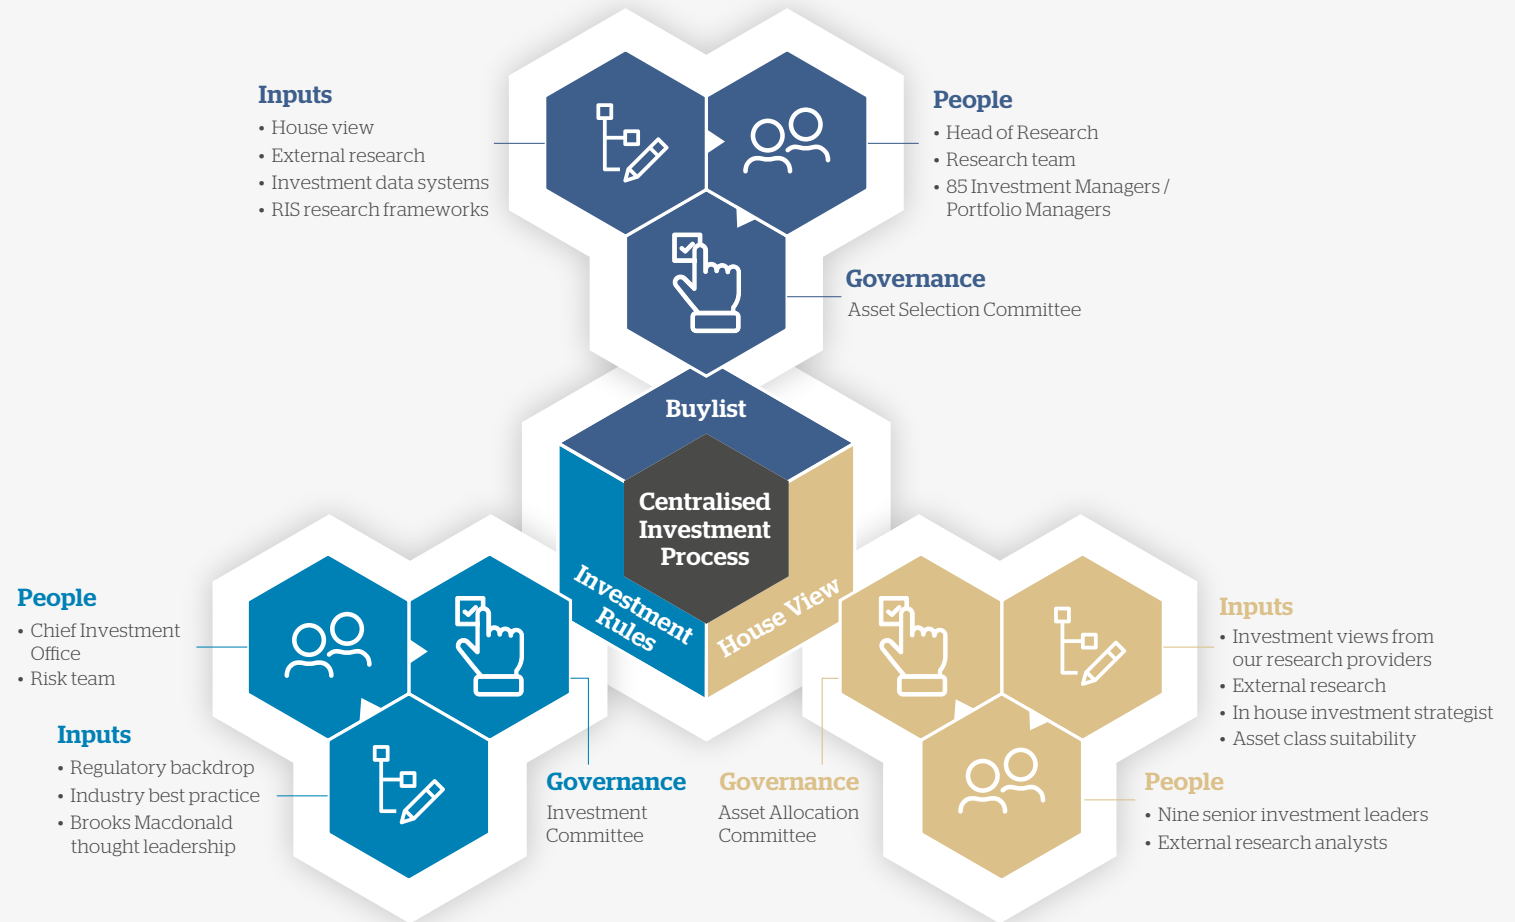 Inputs
• House view
• External research
• Investment data systems
• RIS research frameworks
People
• Head of Research
• Research team
• 85 Investment Managers /
Portfolio Managers
Governance
Asset Selection Committee
Buylist
Centralised
Investment
Process
Investment
Rules
House View
People
• Chief Investment
Office
• Risk team
Inputs
• Regulatory backdrop
• Industry best practice
• Brooks Macdonald
thought leadership
Governance
Investment
Committee
Governance
Asset Allocation
Committee
Inputs
• Investment views from
our research providers
• External research
• In house investment strategist
• Asset class suitability
People
• Nine senior investment leaders
• External research analysts